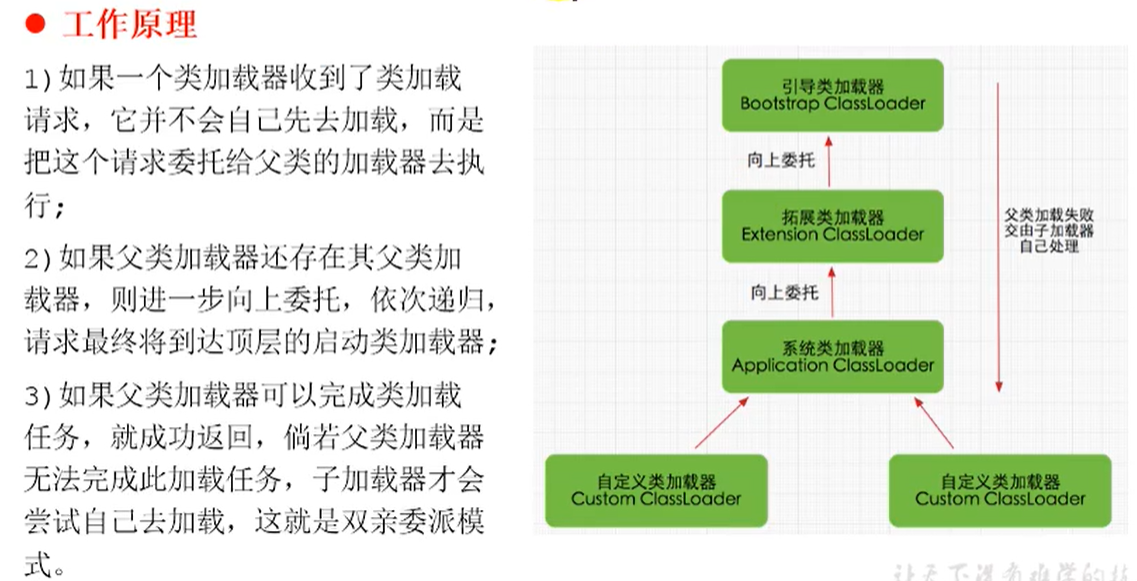 ● 工作原理
1)如果一个类加载器收到了类加载
请求，它并不会自己先去加载，而是
把这个请求委托给父类的加载器去执
行；
2)如果父类加载器还存在其父类加
载器，则进一步向上委托，依次递归，
请求最终将到达顶层的启动类加载器；
3)如果父类加载器可以完成类加载
任务，就成功返回，倘若父类加载器
无法完成此加载任务，子加载器才会
尝试自己去加载，这就是双亲委派模
式。
引导类加载器
Bootstrap ClassLoader
向上委托
拓展类加载器
Extension ClassLoader
父类加载失败
交由子加载器
自己处理
向上委托
系统类加载器
Application ClassLoader
自定义类加载器
Custom ClassLoader
自定义类加载器
Custom ClassLoader
让天下没有难学的技